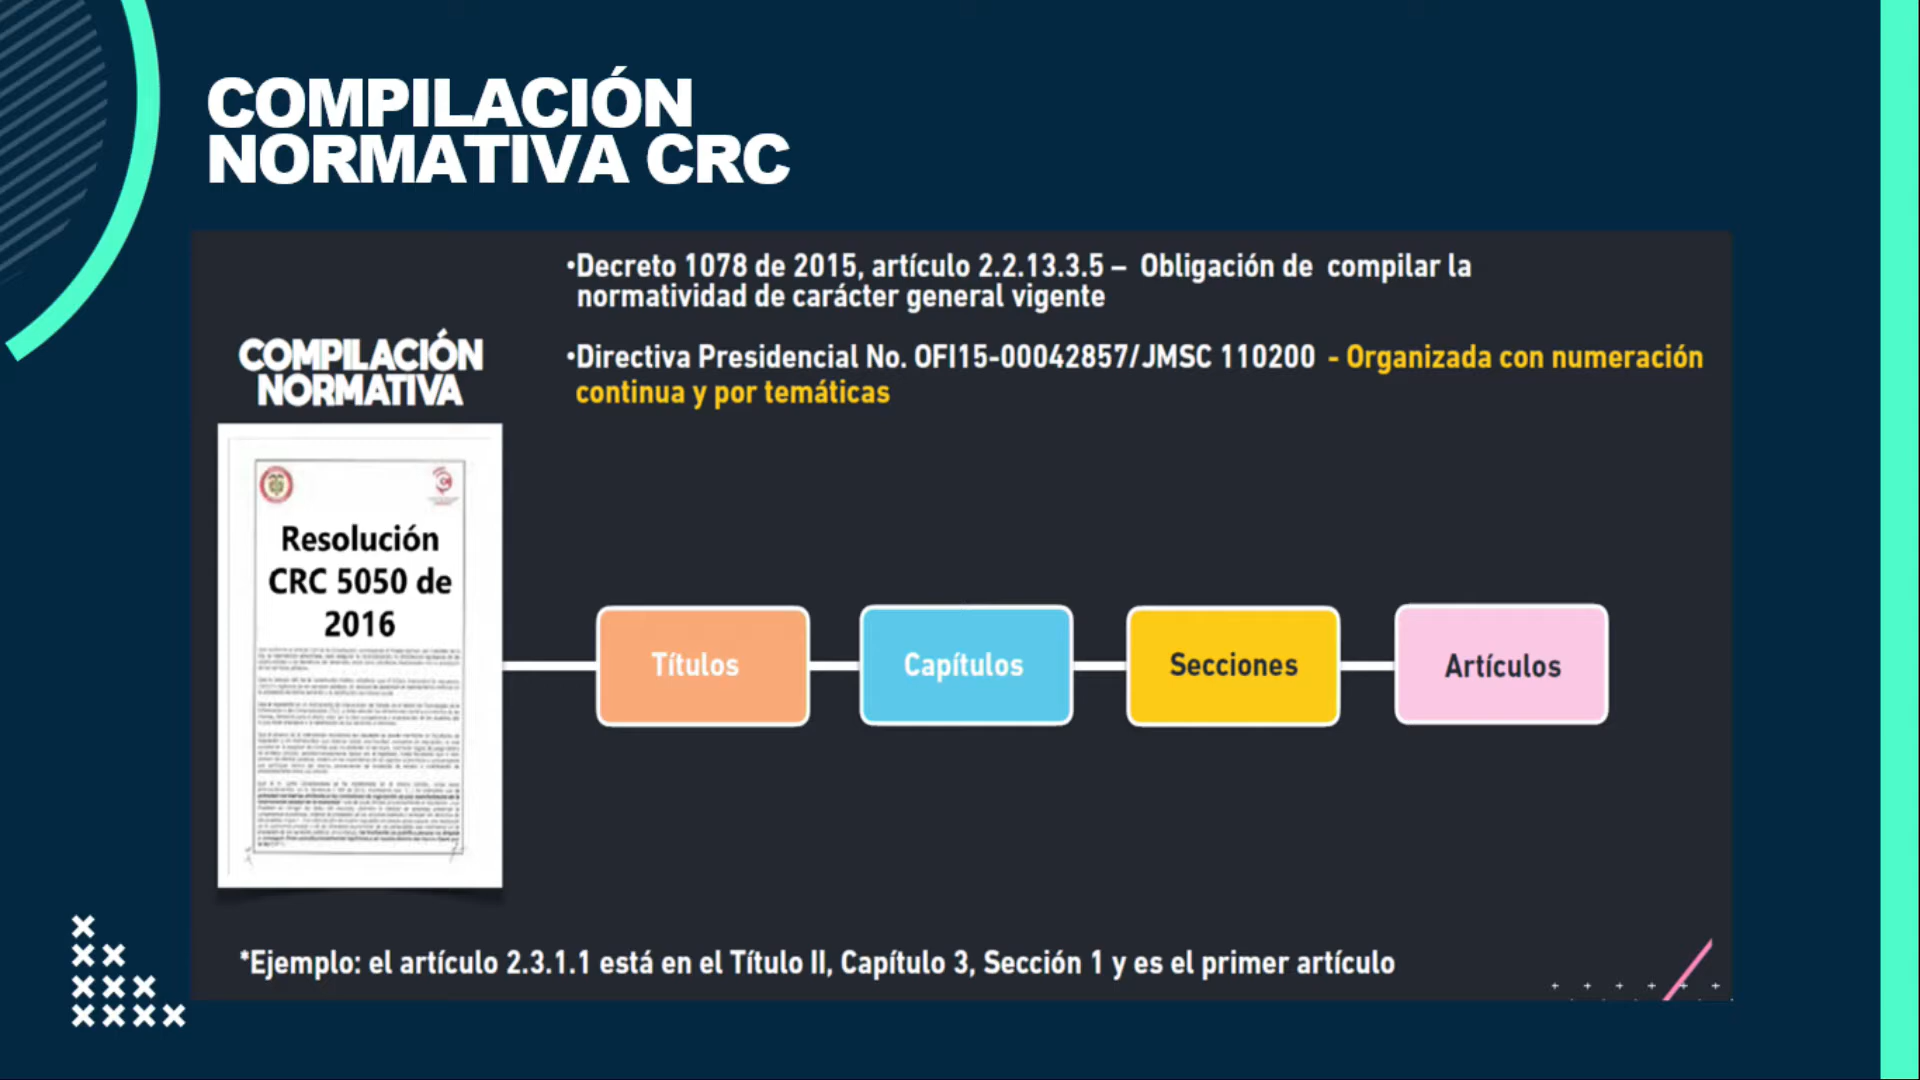 COMPILACIÓN
NORMATIVA CRC
•Decreto 1078 de 2015, artículo 2.2.13.3.5 – Obligación de compilar la
normatividad de carácter general vigente
•Directiva Presidencial No. OFI15-00042857/JMSC 110200 - Organizada con numeración
continua y por temáticas
COMPILACIÓN
NORMATIVA
Resolución
CRC 5050 de
2016
Títulos
Capítulos
Secciones
Artículos
*Ejemplo: el artículo 2.3.1.1 está en el Título II, Capítulo 3, Sección 1 y es el primer artículo